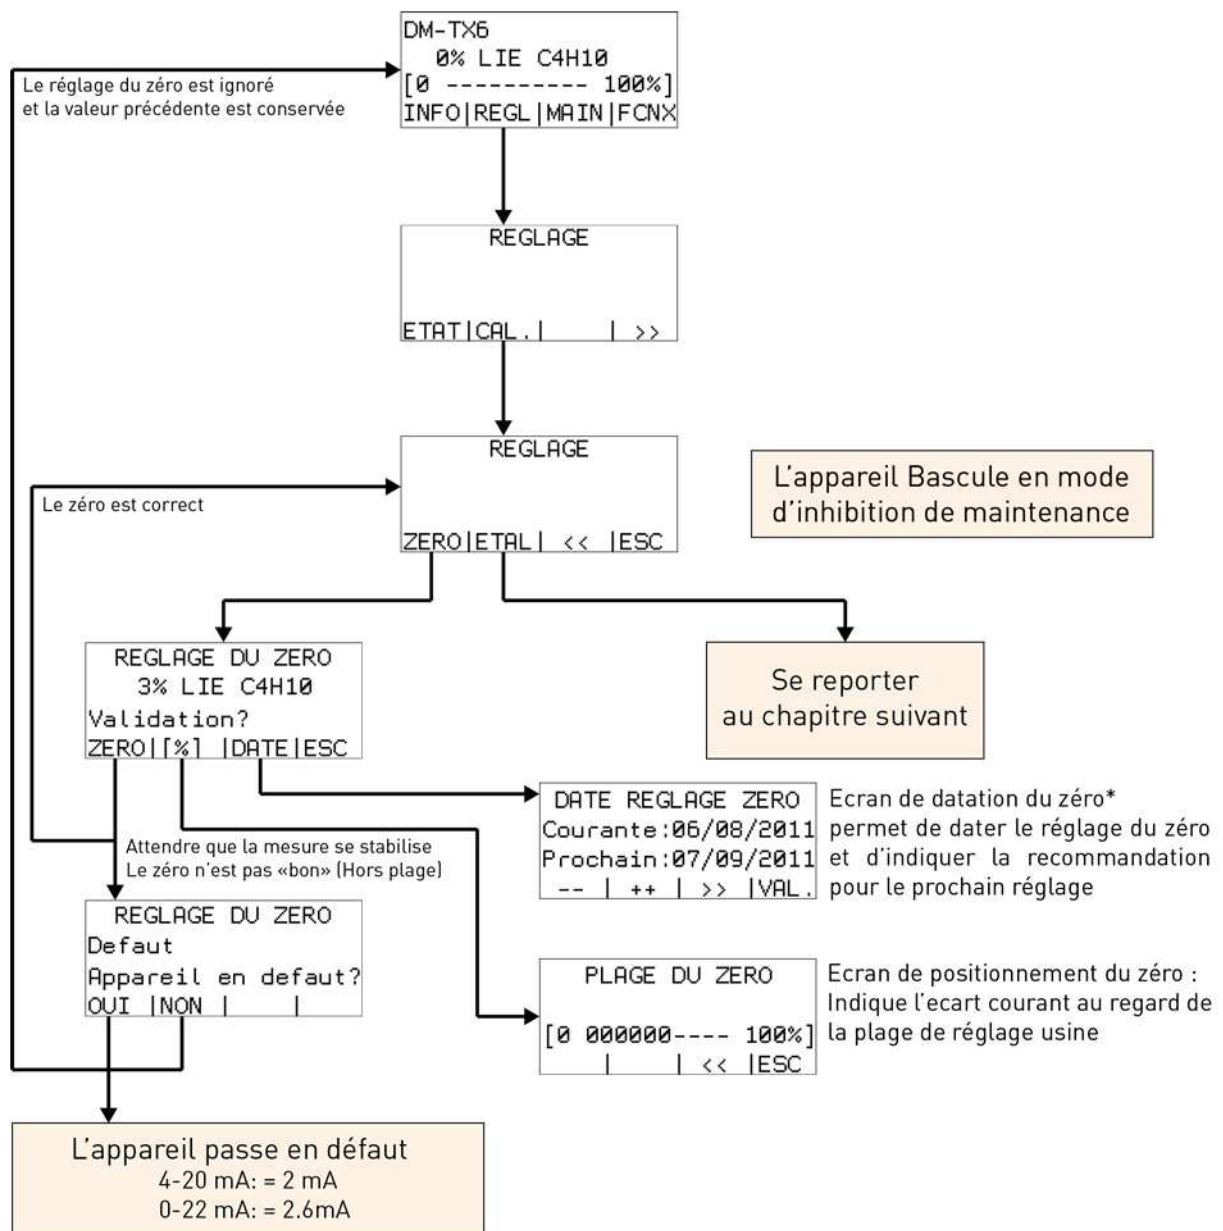 DM-TX6
0% LIE C4H10
[0 ---------- 100%]
INFO|REGL|MAIN|FCNX
Le réglage du zéro est ignoré
et la valeur précédente est conservée
REGLAGE
ETAT|CAL.| | >>
REGLAGE
ZERO|ETAL| << |ESC
Le zéro est correct
L'appareil Bascule en mode
d'inhibition de maintenance
REGLAGE DU ZERO
3% LIE C4H10
Validation?
ZERO|[%] |DATE|ESC
Se reporter
au chapitre suivant
DATE REGLAGE ZERO
Courante:06/08/2011
Prochain:07/09/2011
-- | ++ | >> |VAL.
Ecran de datation du zéro*
permet de dater le réglage du zéro
et d'indiquer la recommandation
pour le prochain réglage
Attendre que la mesure se stabilise
Le zéro n'est pas «bon» (Hors plage)
REGLAGE DU ZERO
Defaut
Appareil en defaut?
OUI |NON | |
PLAGE DU ZERO
[0 000000---- 100%]
| | << |ESC
Ecran de positionnement du zéro :
Indique l'ecart courant au regard de
la plage de réglage usine
L'appareil passe en défaut
4-20 mA: = 2 mA
0-22 mA: = 2.6mA